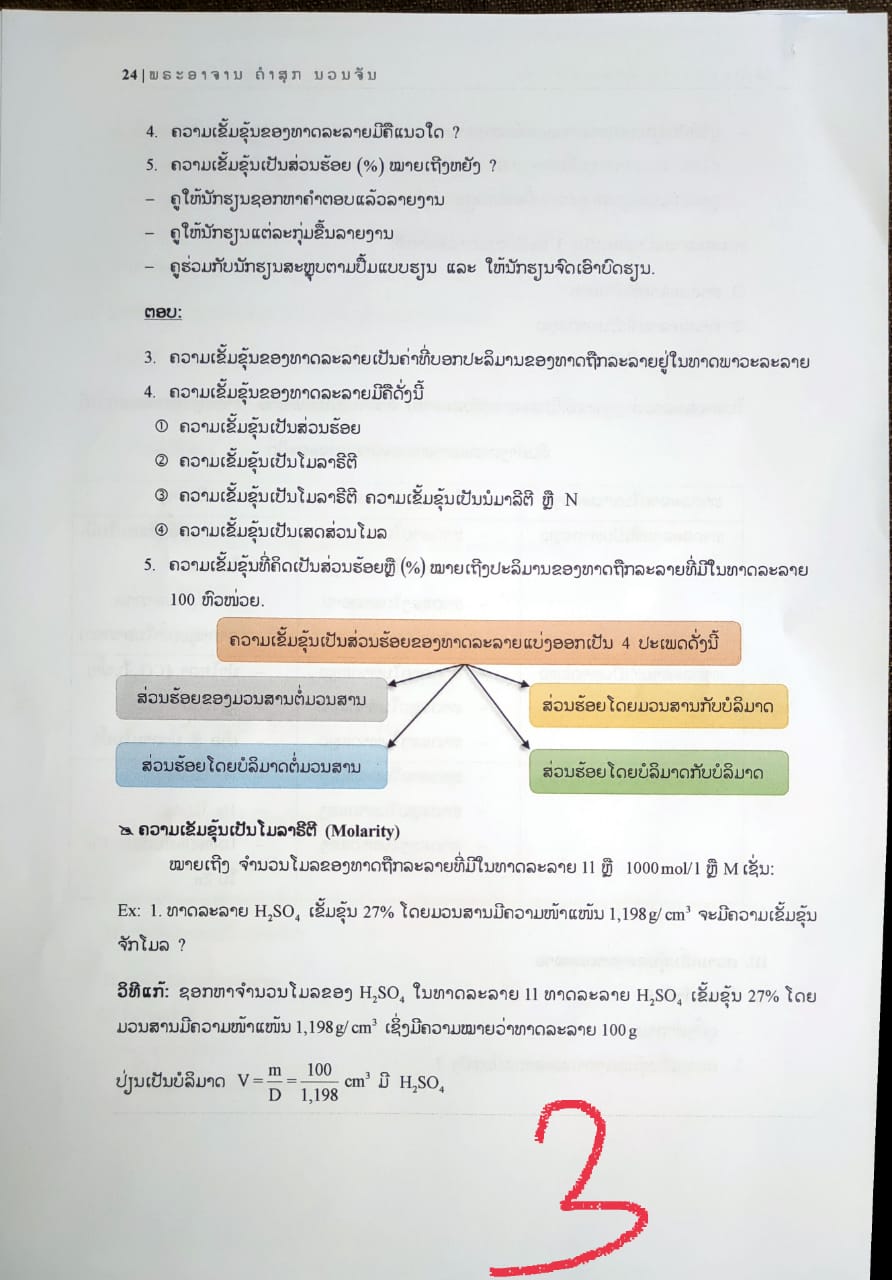 24 | ພຣະອາຈານ ຄຳສຸກ ນວນຈັນ
4. ຄວາມເຂັ້ມຂຸ້ນຂອງທາດລະລາຍມີຄືແນວໃດ ?
5. ຄວາມເຂັ້ມຂຸ້ນເປັນສ່ວນຮ້ອຍ (%) ໝາຍເຖິງຫຍັງ ?
– ຄູໃຫ້ນັກຮຽນຊອກຫາຄຳຕອບແລ້ວລາຍງານ
– ຄູໃຫ້ນັກຮຽນແຕ່ລະກຸ່ມຂຶ້ນລາຍງານ
– ຄູຮ່ວມກັບນັກຮຽນສະຫຼຸບຕາມປຶ້ມແບບຮຽນ ແລະ ໃຫ້ນັກຮຽນຈົດເອົາບົດຮຽນ.
ຕອບ:
3. ຄວາມເຂັ້ມຂຸ້ນຂອງທາດລະລາຍເປັນຄ່າທີ່ບອກປະລິມານຂອງທາດຖືກລະລາຍຢູ່ໃນທາດພາວະລະລາຍ
4. ຄວາມເຂັ້ມຂຸ້ນຂອງທາດລະລາຍມີຄືດັ່ງນີ້
① ຄວາມເຂັ້ມຂຸ້ນເປັນສ່ວນຮ້ອຍ
② ຄວາມເຂັ້ມຂຸ້ນເປັນໂມລາຣີຕີ
③ ຄວາມເຂັ້ມຂຸ້ນເປັນໂມລາຣີຕີ ຄວາມເຂັ້ມຂຸ້ນເປັນນໍມາລີຕີ ຫຼື N
④ ຄວາມເຂັ້ມຂຸ້ນເປັນເສດສ່ວນໂມລ
5. ຄວາມເຂັ້ມຂຸ້ນທີ່ຄິດເປັນສ່ວນຮ້ອຍຫຼື (%) ໝາຍເຖິງປະລິມານຂອງທາດຖືກລະລາຍທີ່ມີໃນທາດລະລາຍ
100 ຫົວໜ່ວຍ.
ຄວາມເຂັ້ມຂຸ້ນເປັນສ່ວນຮ້ອຍຂອງທາດລະລາຍແບ່ງອອກເປັນ 4 ປະເພດດັ່ງນີ້
ສ່ວນຮ້ອຍຂອງມວນສານຕໍ່ມວນສານ
ສ່ວນຮ້ອຍໂດຍມວນສານກັບບໍລິມາດ
ສ່ວນຮ້ອຍໂດຍບໍລິມາດຕໍ່ມວນສານ
ສ່ວນຮ້ອຍໂດຍບໍລິມາດກັບບໍລິມາດ
ຄວາມເຂັມຂຸ້ນເປັນໂມລາຣີຕີ (Molarity)
ໝາຍເຖິງ ຈຳນວນໂມລຂອງທາດຖືກລະລາຍທີ່ມີໃນທາດລະລາຍ 1l ຫຼື 1000 mol/l ຫຼື M ເຊັ່ນ:
Ex: 1. ທາດລະລາຍ H₂SO₄ ເຂັ້ມຂຸ້ນ 27% ໂດຍມວນສານມີຄວາມໜ້າແໜ້ນ 1,198 g/cm³ ຈະມີຄວາມເຂັ້ມຂຸ້ນ
ຈັກໂມລ ?
ວິທີແກ້: ຊອກຫາຈຳນວນໂມລຂອງ H₂SO₄ ໃນທາດລະລາຍ 1l ທາດລະລາຍ H₂SO₄ ເຂັ້ມຂຸ້ນ 27% ໂດຍ
ມວນສານມີຄວາມໜ້າແໜ້ນ 1,198 g/cm³ ເຊິ່ງມີຄວາມໝາຍວ່າທາດລະລາຍ 100 g
ປ່ຽນເປັນບໍລິມາດ V = m/D = 100/1,198 cm³ ມີ H₂SO₄
3